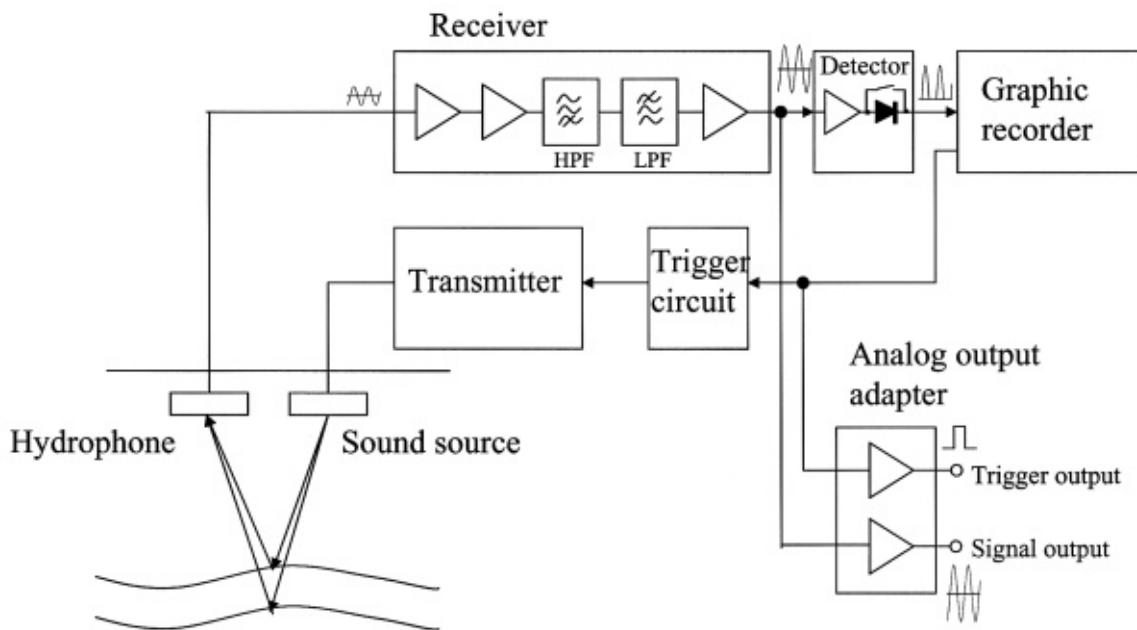 Receiver
HPF
LPF
Detector
Graphic
recorder
Transmitter
Trigger
circuit
Analog output
adapter
Hydrophone
Sound source
Trigger output
Signal output